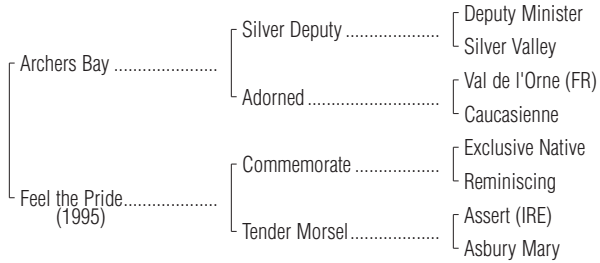 Deputy Minister
Silver Deputy ....................
Silver Valley
Archers Bay ......................
Val de l'Orne (FR)
Adorned ............................
Caucasienne
Exclusive Native
Commemorate ..................
Reminiscing
Feel the Pride....................
(1995)
Assert (IRE)
Tender Morsel...................
Asbury Mary